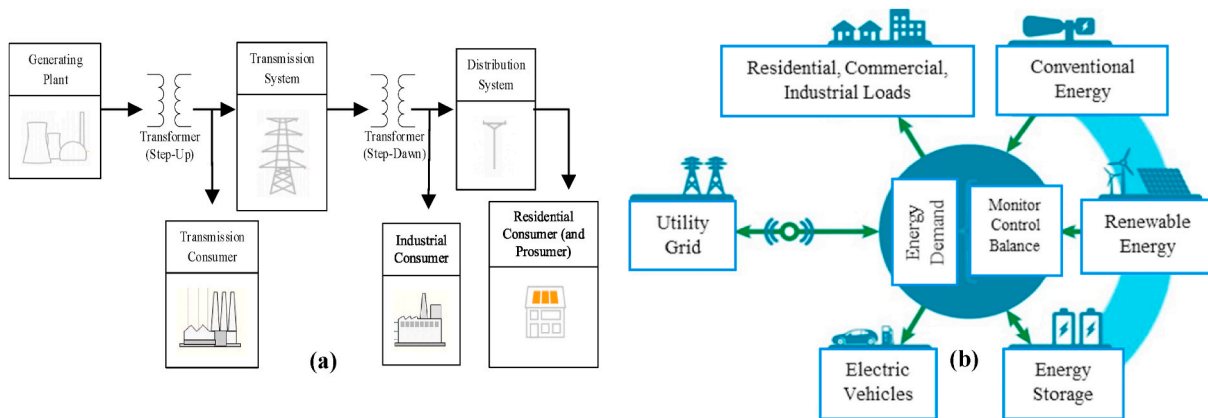 Generating
Plant
Transformer
(Step-Up)
Transmission
System
Transformer
(Step-Dawn)
Distribution
System
Transmission
Consumer
Industrial
Consumer
Residential
Consumer (and
Prosumer)
(a)
Residential, Commercial,
Industrial Loads
Conventional
Energy
Utility
Grid
Energy
Demand
Monitor
Control
Balance
Renewable
Energy
Electric
Vehicles
(b)
Energy
Storage